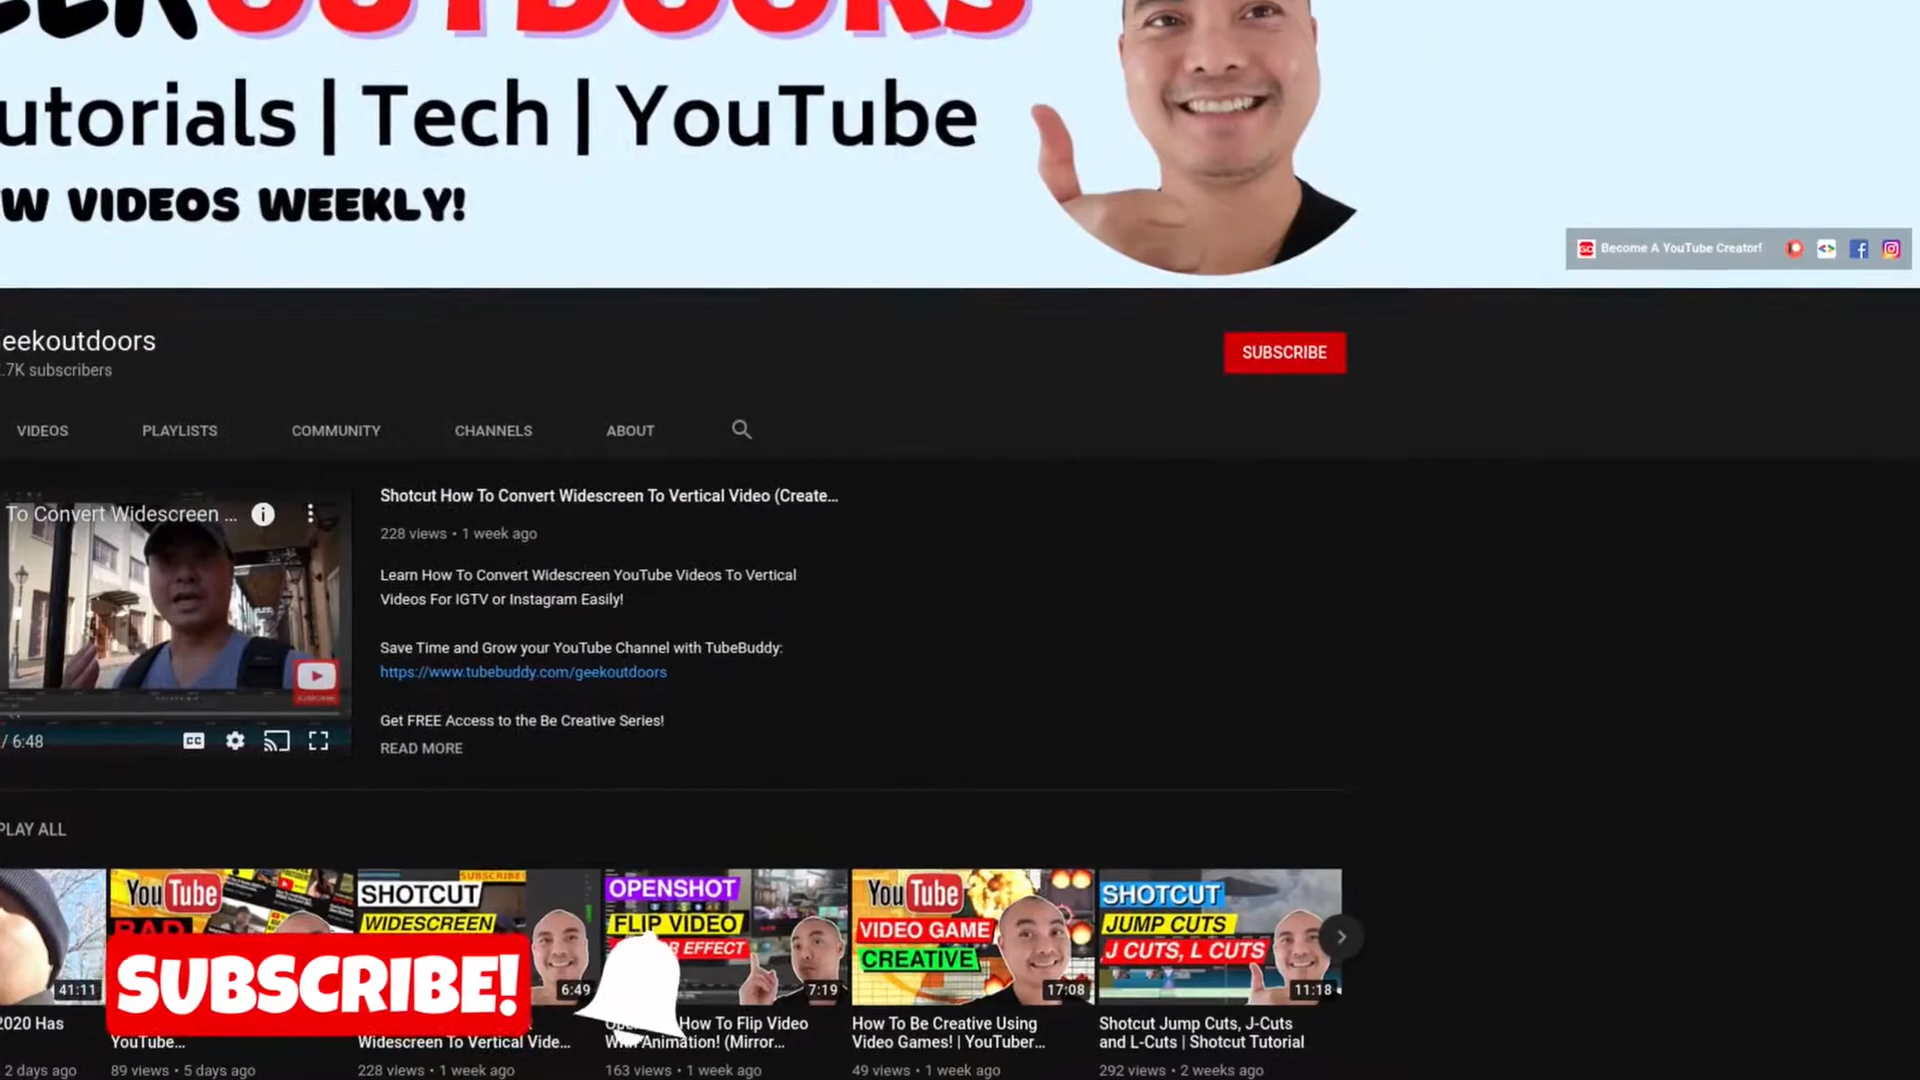 OUTDOORS
utorials | Tech | YouTube
W VIDEOS WEEKLY!
Become A YouTube Creator!
eekoutdoors
.7K subscribers
SUBSCRIBE
VIDEOS
PLAYLISTS
COMMUNITY
CHANNELS
ABOUT
To Convert Widescreen ...
/ 6:48
CC
Shotcut How To Convert Widescreen To Vertical Video (Create...
228 views • 1 week ago
Learn How To Convert Widescreen YouTube Videos To Vertical
Videos For IGTV or Instagram Easily!
Save Time and Grow your YouTube Channel with TubeBuddy:
https://www.tubebuddy.com/geekoutdoors
Get FREE Access to the Be Creative Series!
READ MORE
PLAY ALL
41:11
2020 Has
2 days ago
YouTube
BAD
SUBSCRIBE!
YouTube...
89 views • 5 days ago
SUBSCRIBE!
SHOTCUT
WIDESCREEN
6:49
Widescreen To Vertical Vide...
228 views • 1 week ago
OPENSHOT
FLIP VIDEO
R EFFECT
7:19
How To Flip Video
Animation! (Mirror...
163 views • 1 week ago
YouTube
VIDEO GAME
CREATIVE
17:08
How To Be Creative Using
Video Games! | YouTuber...
49 views • 1 week ago
SHOTCUT
JUMP CUTS
J CUTS, L CUTS
11:18
Shotcut Jump Cuts, J-Cuts
and L-Cuts | Shotcut Tutorial
292 views • 2 weeks ago